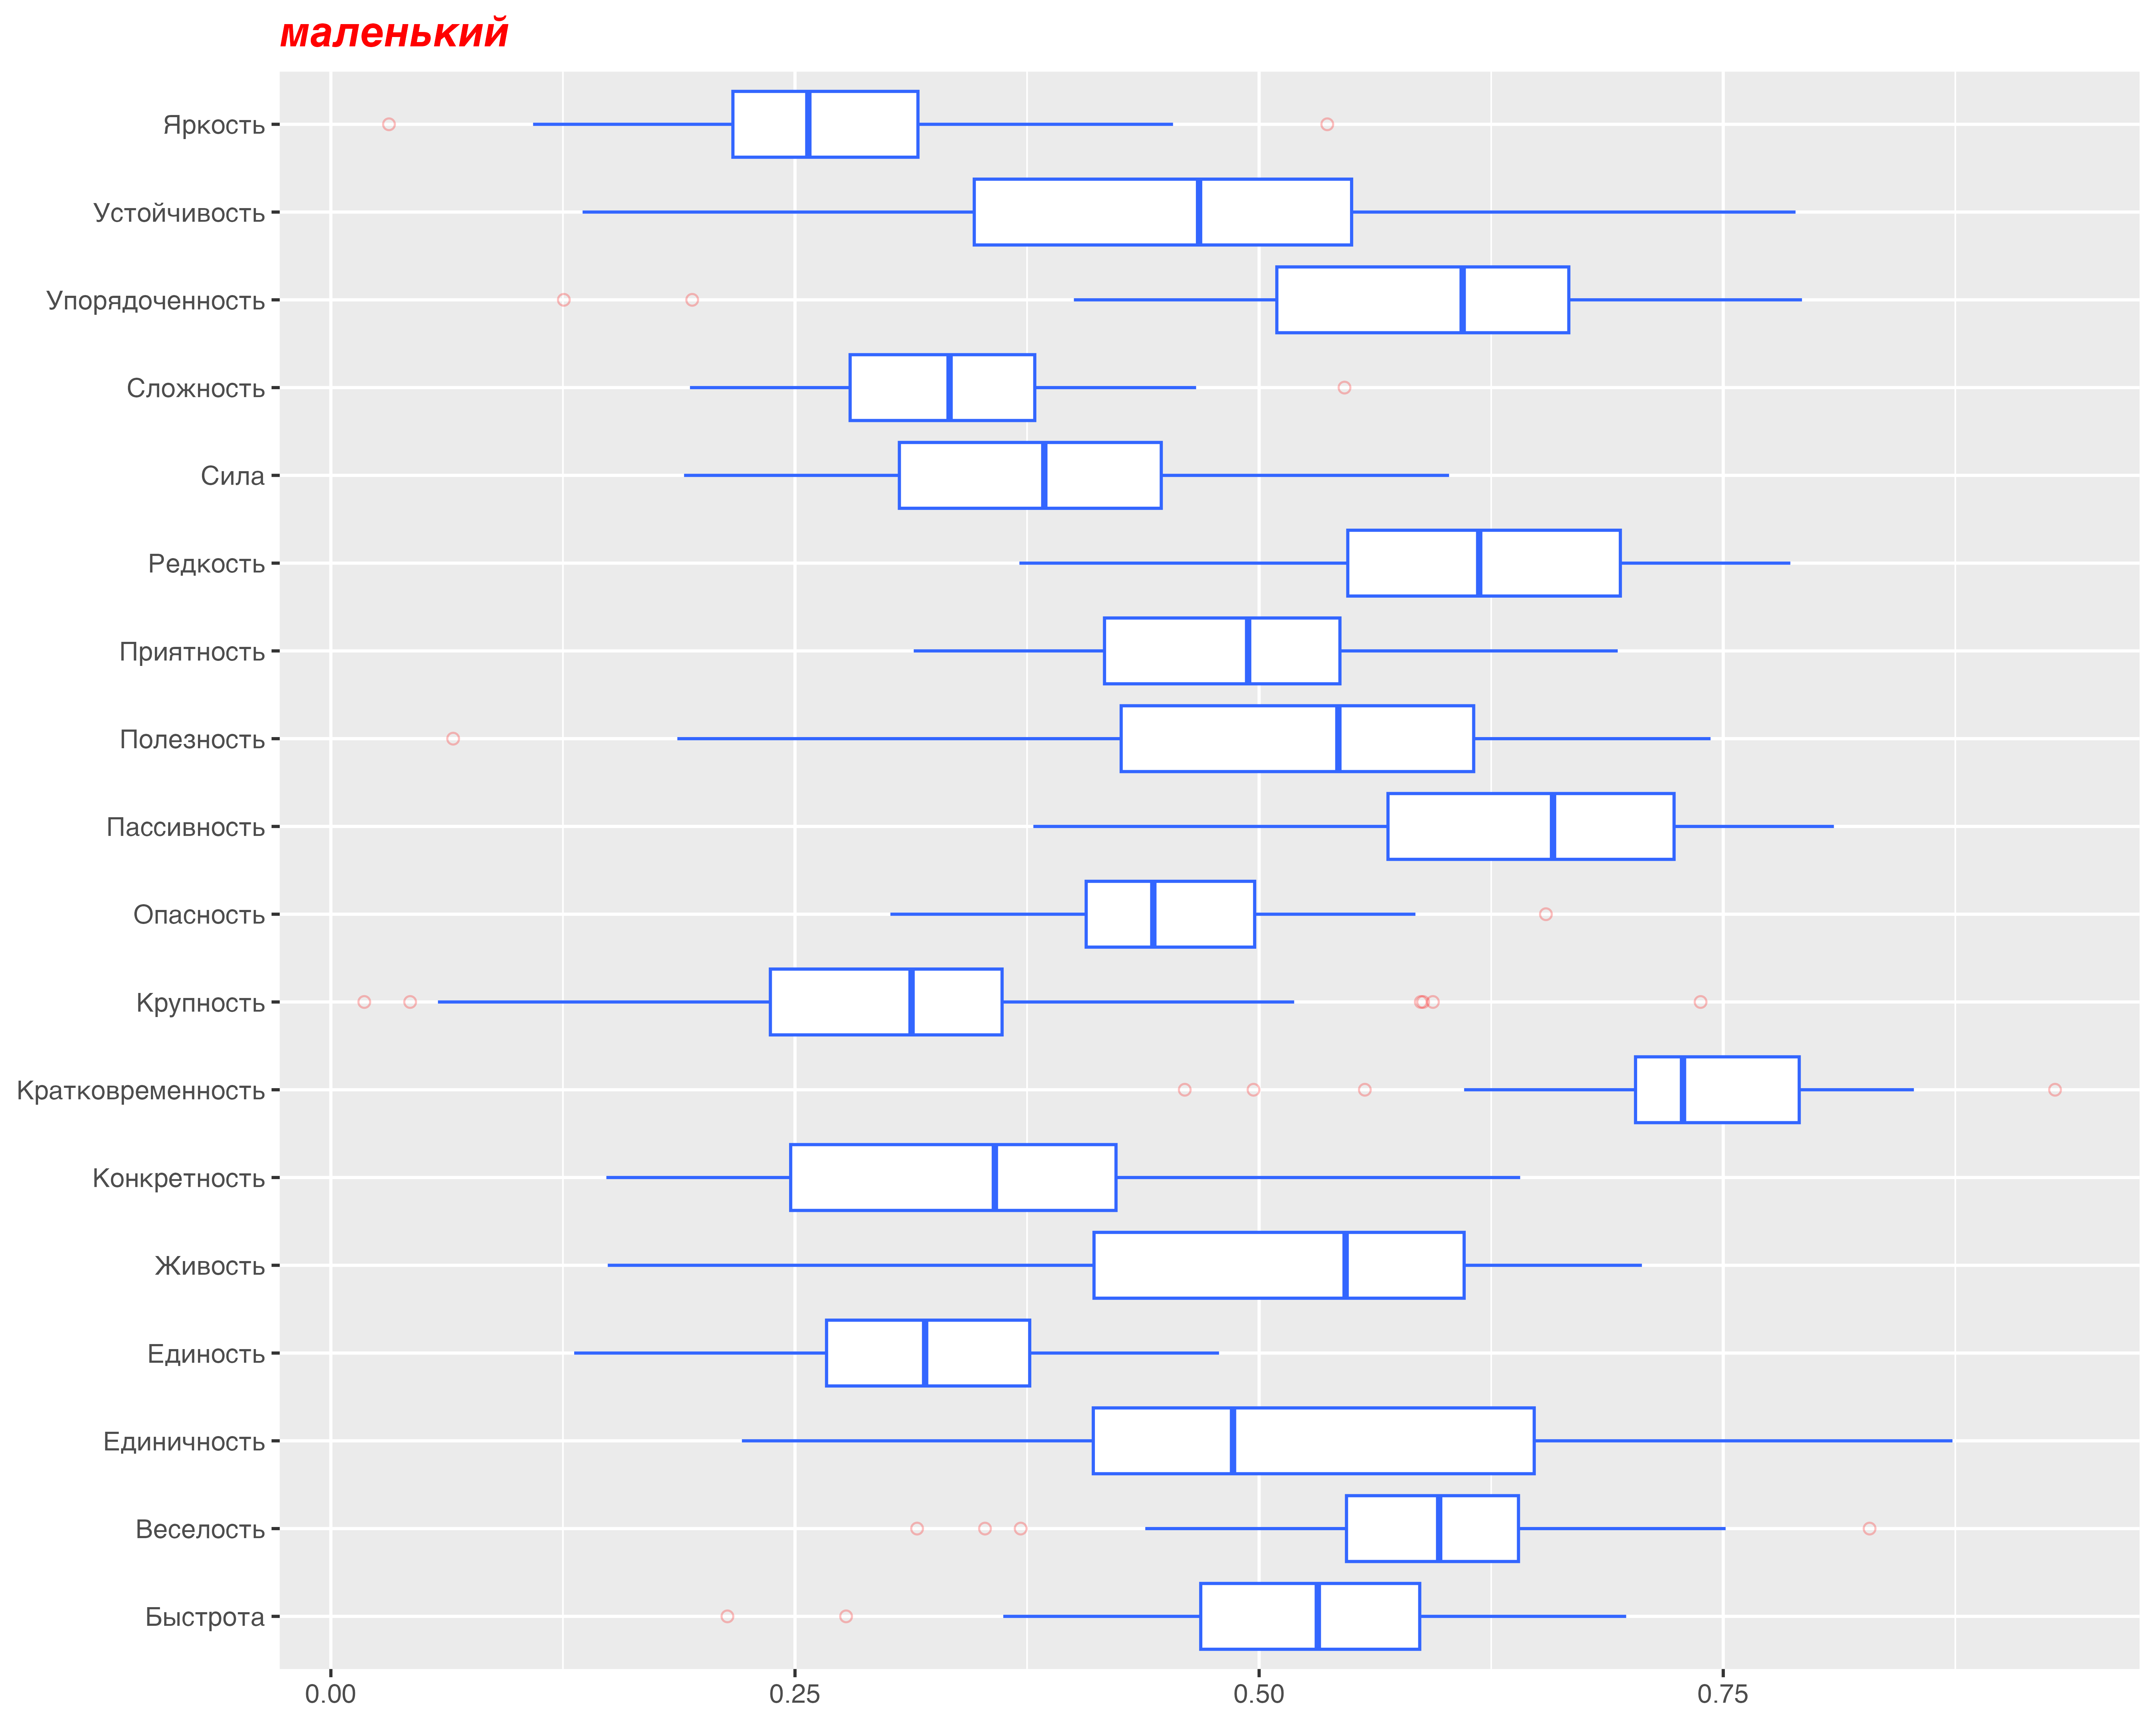 маленький
Яркость
Устойчивость
Упорядоченность
Сложность
Сила
Редкость
Приятность
Полезность
Пассивность
Опасность
Крупность
Кратковременность
Конкретность
Живость
Единость
Единичность
Веселость
Быстрота
0.00 0.25 0.50 0.75